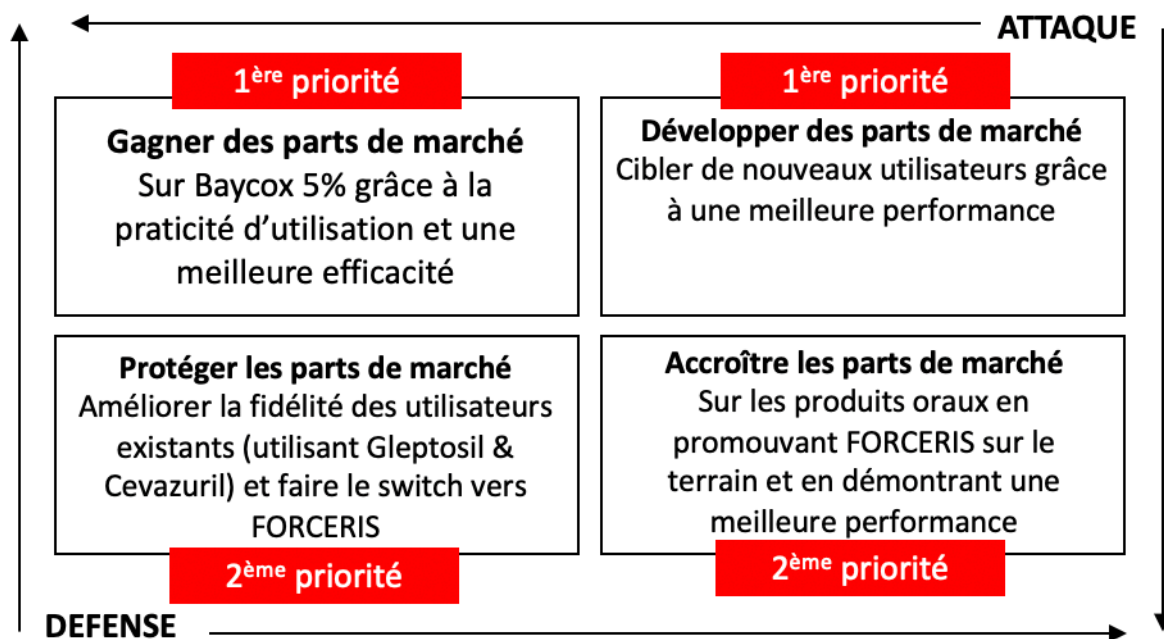 ATTAQUE
1ère priorité
Gagner des parts de marché
Sur Baycox 5% grâce à la
praticité d’utilisation et une
meilleure efficacité
1ère priorité
Développer des parts de marché
Cibler de nouveaux utilisateurs grâce
à une meilleure performance
Protéger les parts de marché
Améliorer la fidélité des utilisateurs
existants (utilisant Gleptosil &
Cevazuril) et faire le switch vers
FORCERIS
2ème priorité
Accroître les parts de marché
Sur les produits oraux en
promouvant FORCERIS sur le
terrain et en démontrant une
meilleure performance
2ème priorité
DEFENSE